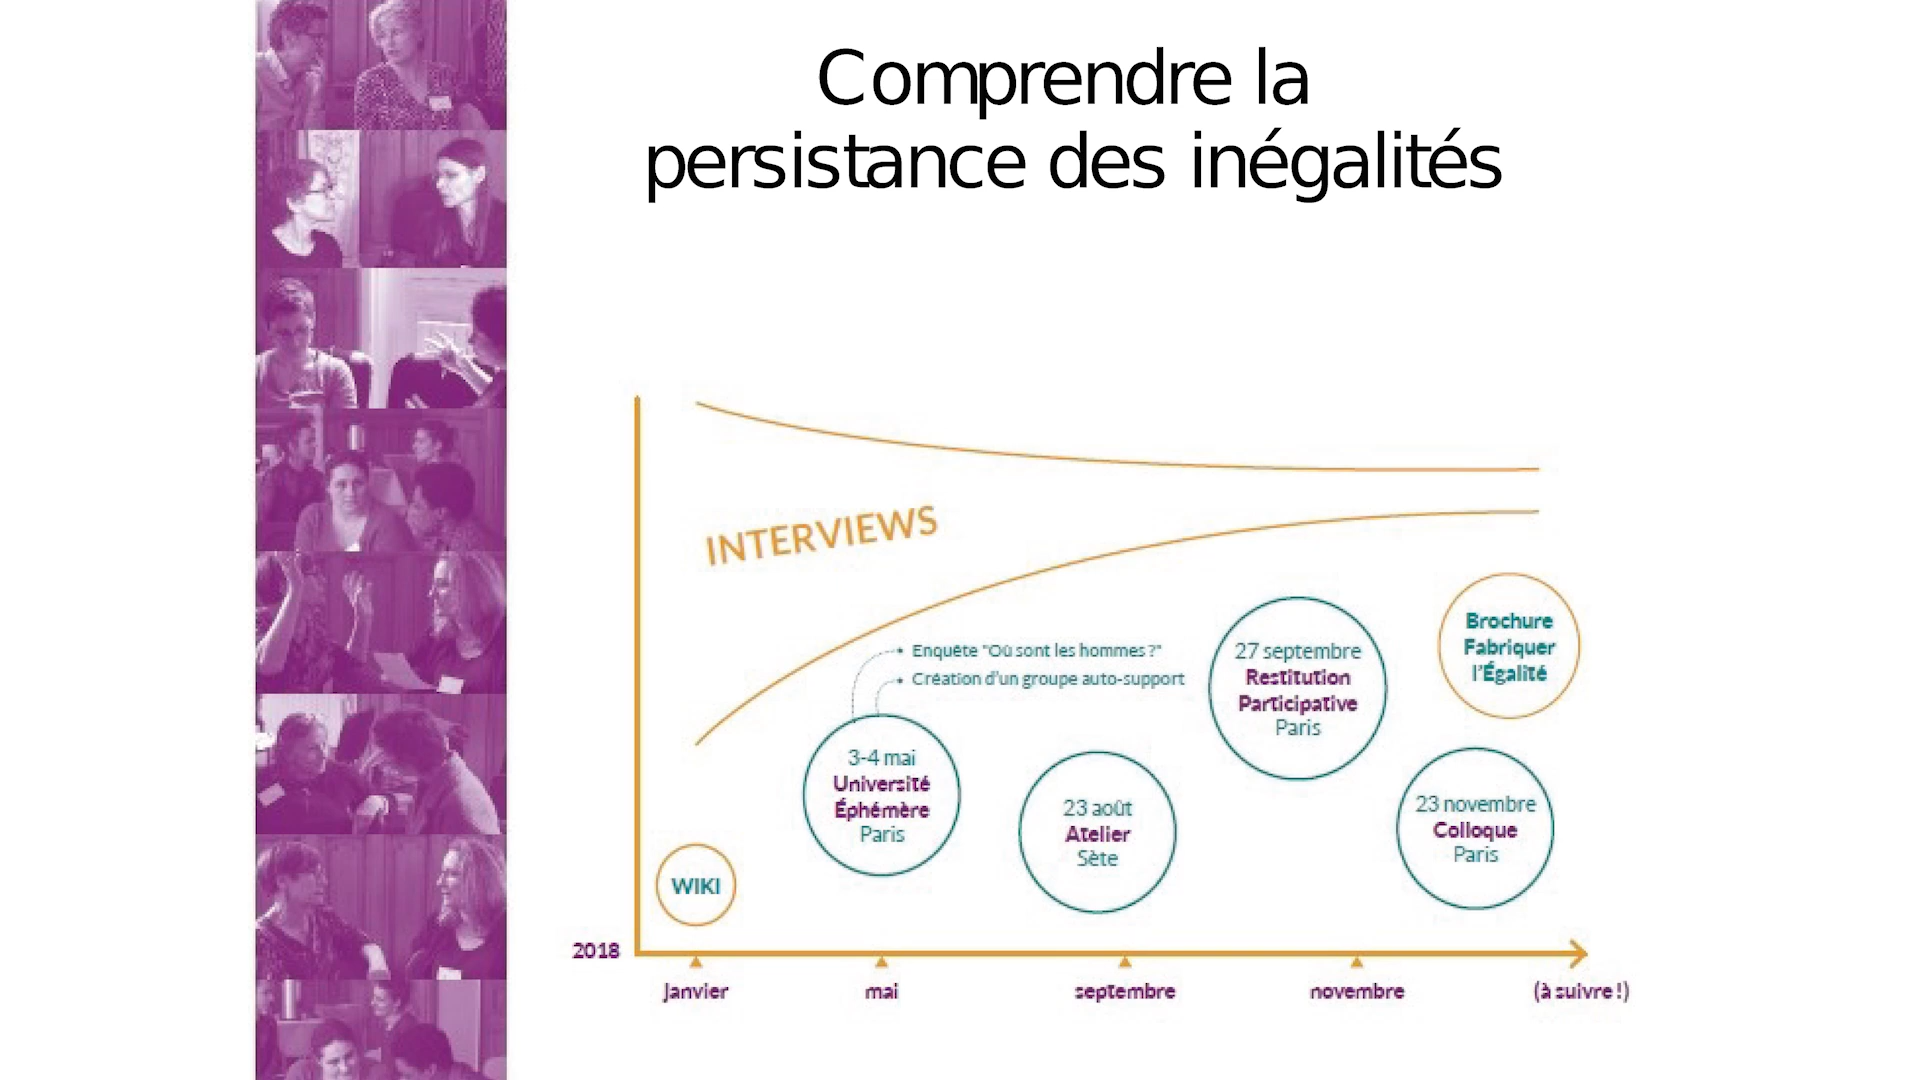 Comprendre la
persistance des inégalités
INTERVIEWS
Enquête "Où sont les hommes ?"
Création d'un groupe auto-support
27 septembre
Restitution
Participative
Paris
Brochure
Fabriquer
l'Égalité
3-4 mai
Université
Éphémère
Paris
23 août
Atelier
Sète
23 novembre
Colloque
Paris
WIKI
2018
Janvier
mai
septembre
novembre
(à suivre !)